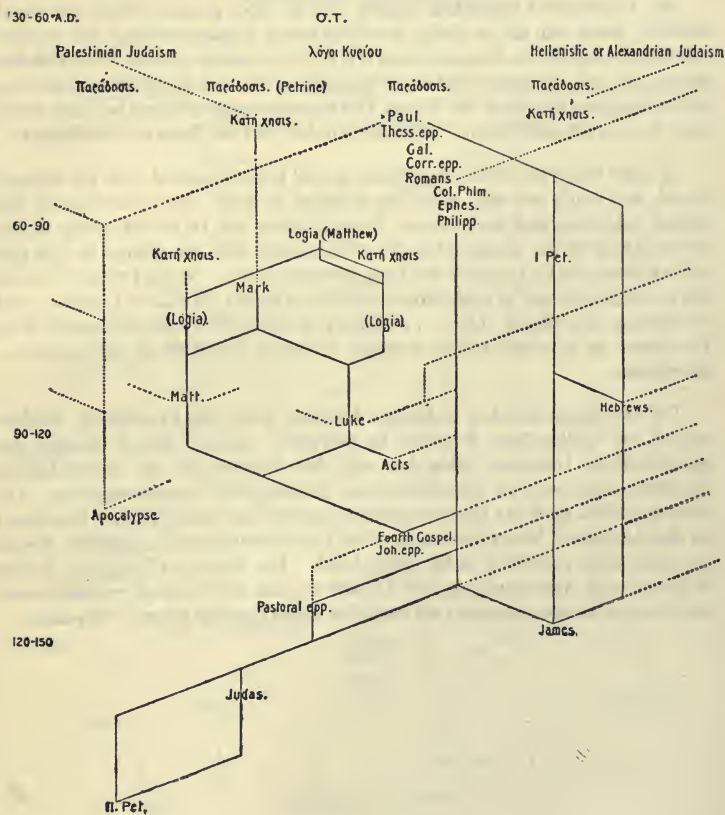 30-60 A.D.
O.T.
Palestinian Judaism
λόγοι Κυρίου
Hellenistic or Alexandrian Judaism
Παράδοσις.
Παράδοσις. (Petrine)
Παράδοσις.
Παράδοσις.
Κατήχησις.
Κατήχησις.
Paul.
Thess.epp.
Gal.
Corr.epp.
Romans
Col.Phlm.
Ephes.
Philipp.
60-90
Logia (Matthew)
Κατήχησις.
Κατήχησις
I Pet.
Mark
(Logia)
(Logia)
Matt.
Luke
Hebrews.
90-120
Acts
Apocalypse.
Fourth Gospel.
Joh.epp.
Pastoral epp.
120-150
James.
Judas.
II. Pet.